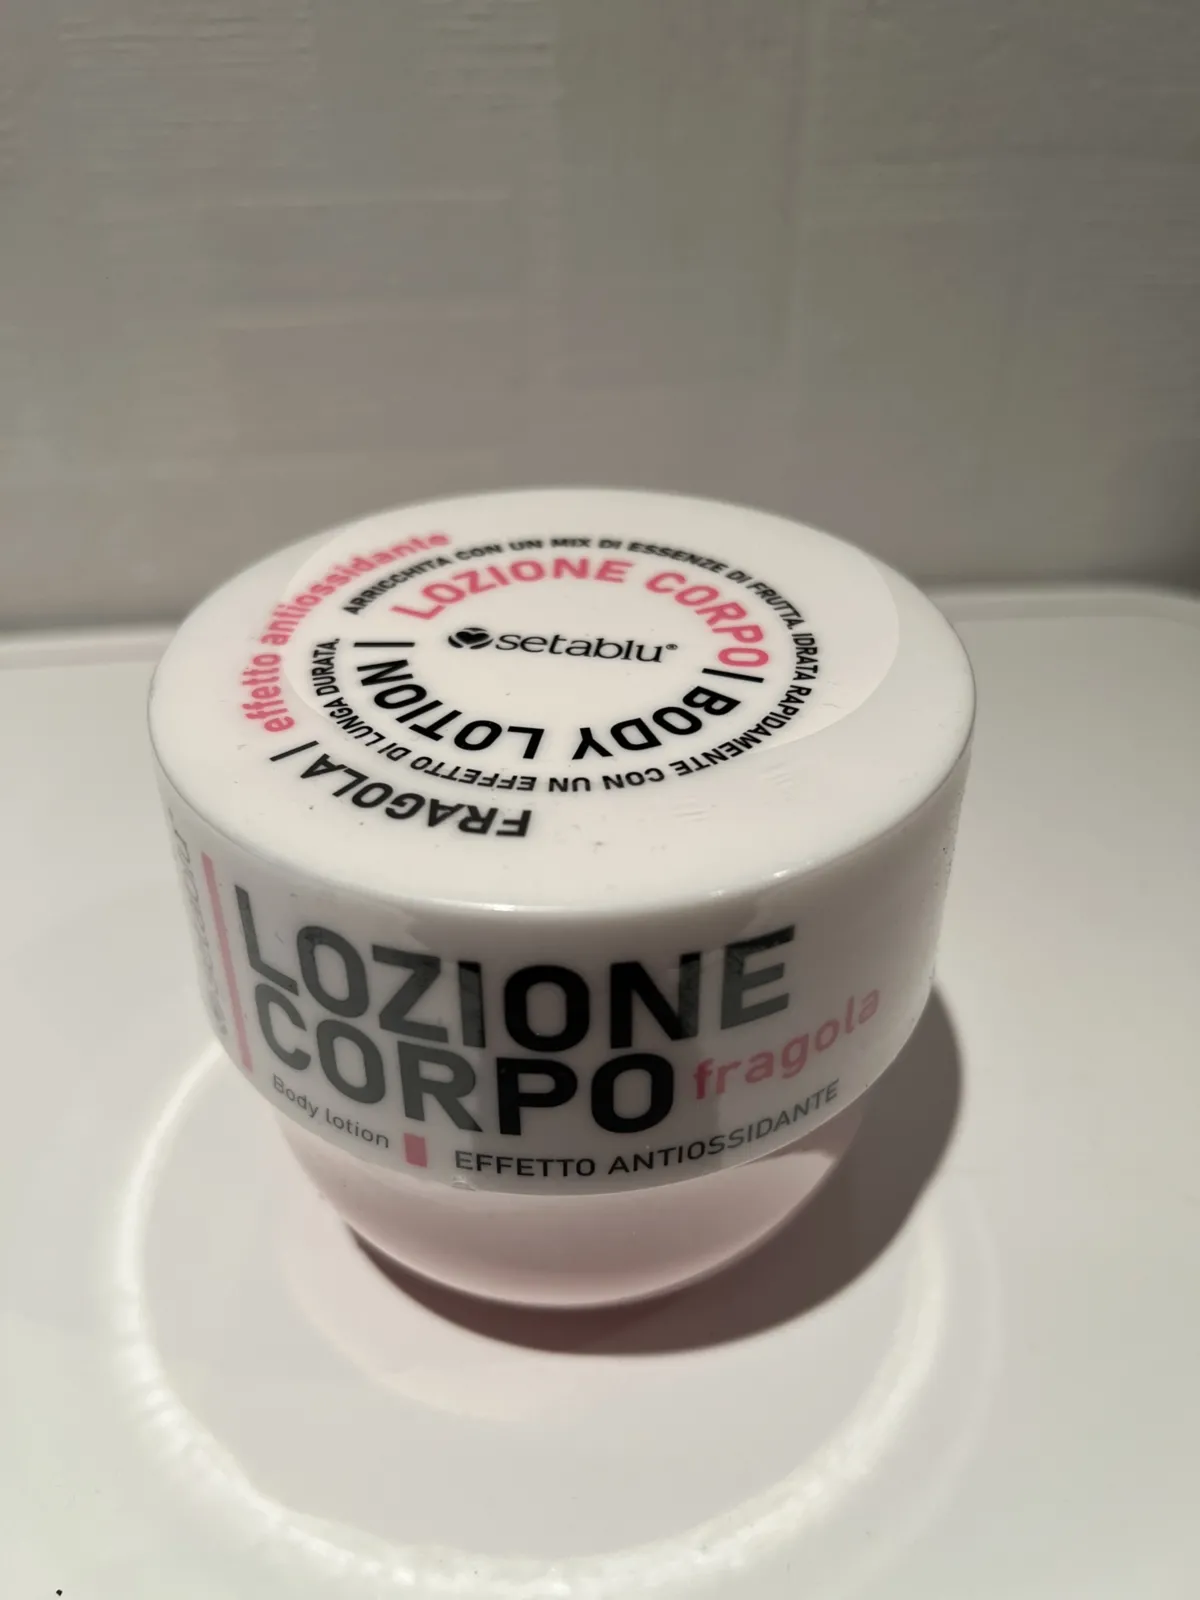 effetto antiossidante
ARRICCHITA CON UN MIX DI ESSENZE DI FRUTTA. IDRATA RAPIDAMENTE CON UN EFFETTO DI LUNGA DURATA.
LOZIONE CORPO | BODY LOTION |
setablu®
FRAGOLA |
LOZIONE
CORPO fragola
Body lotion
EFFETTO ANTIOSSIDANTE